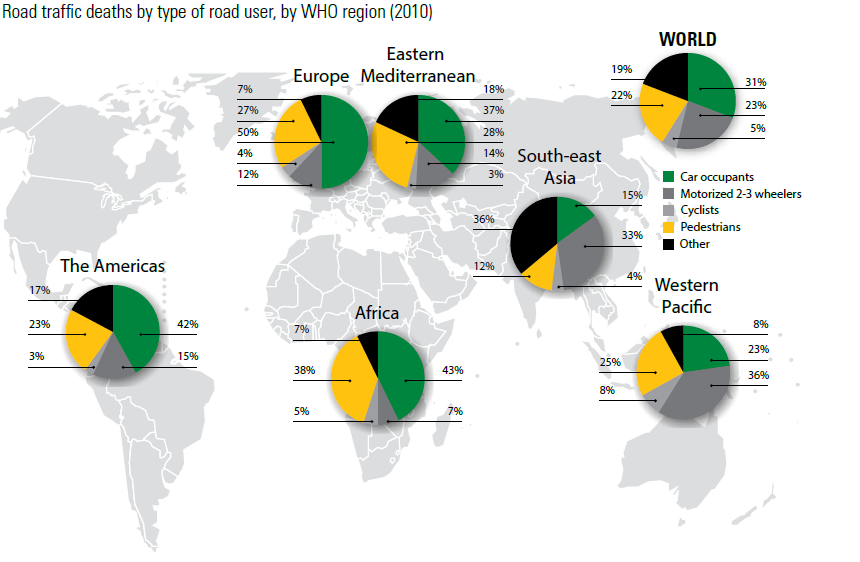 Road traffic deaths by type of road user, by WHO region (2010)
WORLD
19%
31%
22%
23%
5%
Eastern
Mediterranean
Europe
7%
27%
50%
4%
12%
18%
37%
28%
14%
3%
South-east
Asia
15%
36%
33%
12%
4%
Car occupants
Motorized 2-3 wheelers
Cyclists
Pedestrians
Other
The Americas
17%
23%
42%
3%
15%
Africa
7%
38%
43%
5%
7%
Western
Pacific
8%
23%
25%
36%
8%